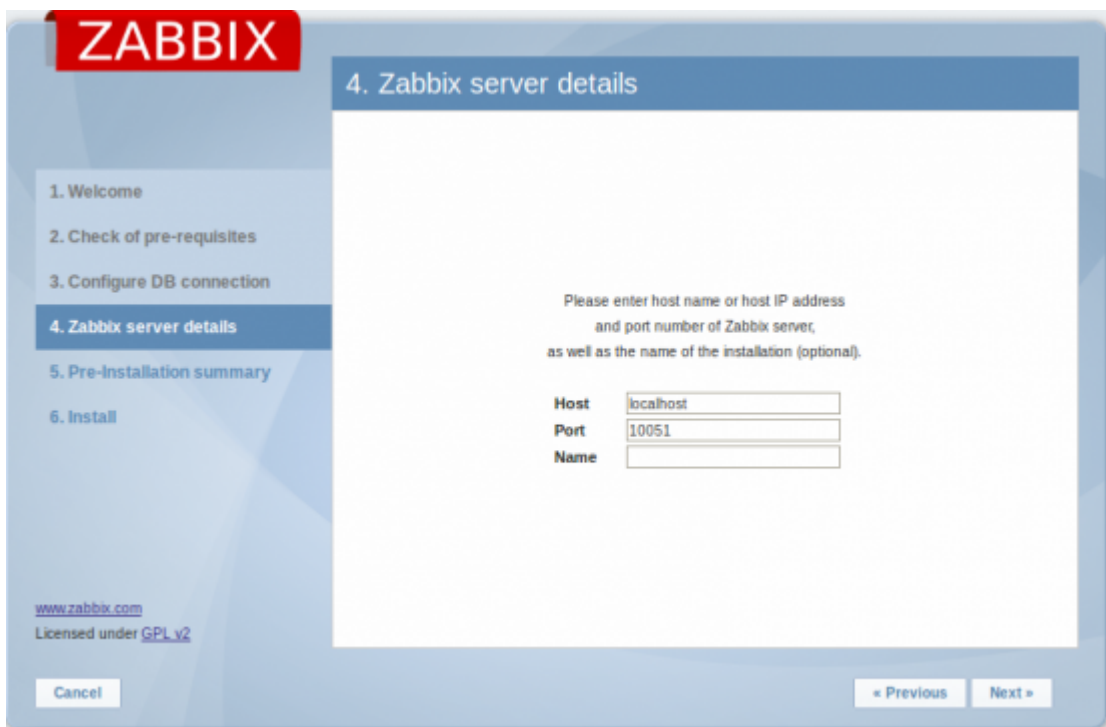 ZABBIX
4. Zabbix server details
1. Welcome
2. Check of pre-requisites
3. Configure DB connection
4. Zabbix server details
5. Pre-Installation summary
6. Install
Please enter host name or host IP address
and port number of Zabbix server,
as well as the name of the installation (optional).
Host localhost
Port 10051
Name
www.zabbix.com
Licensed under GPL v2
Cancel
« Previous
Next »